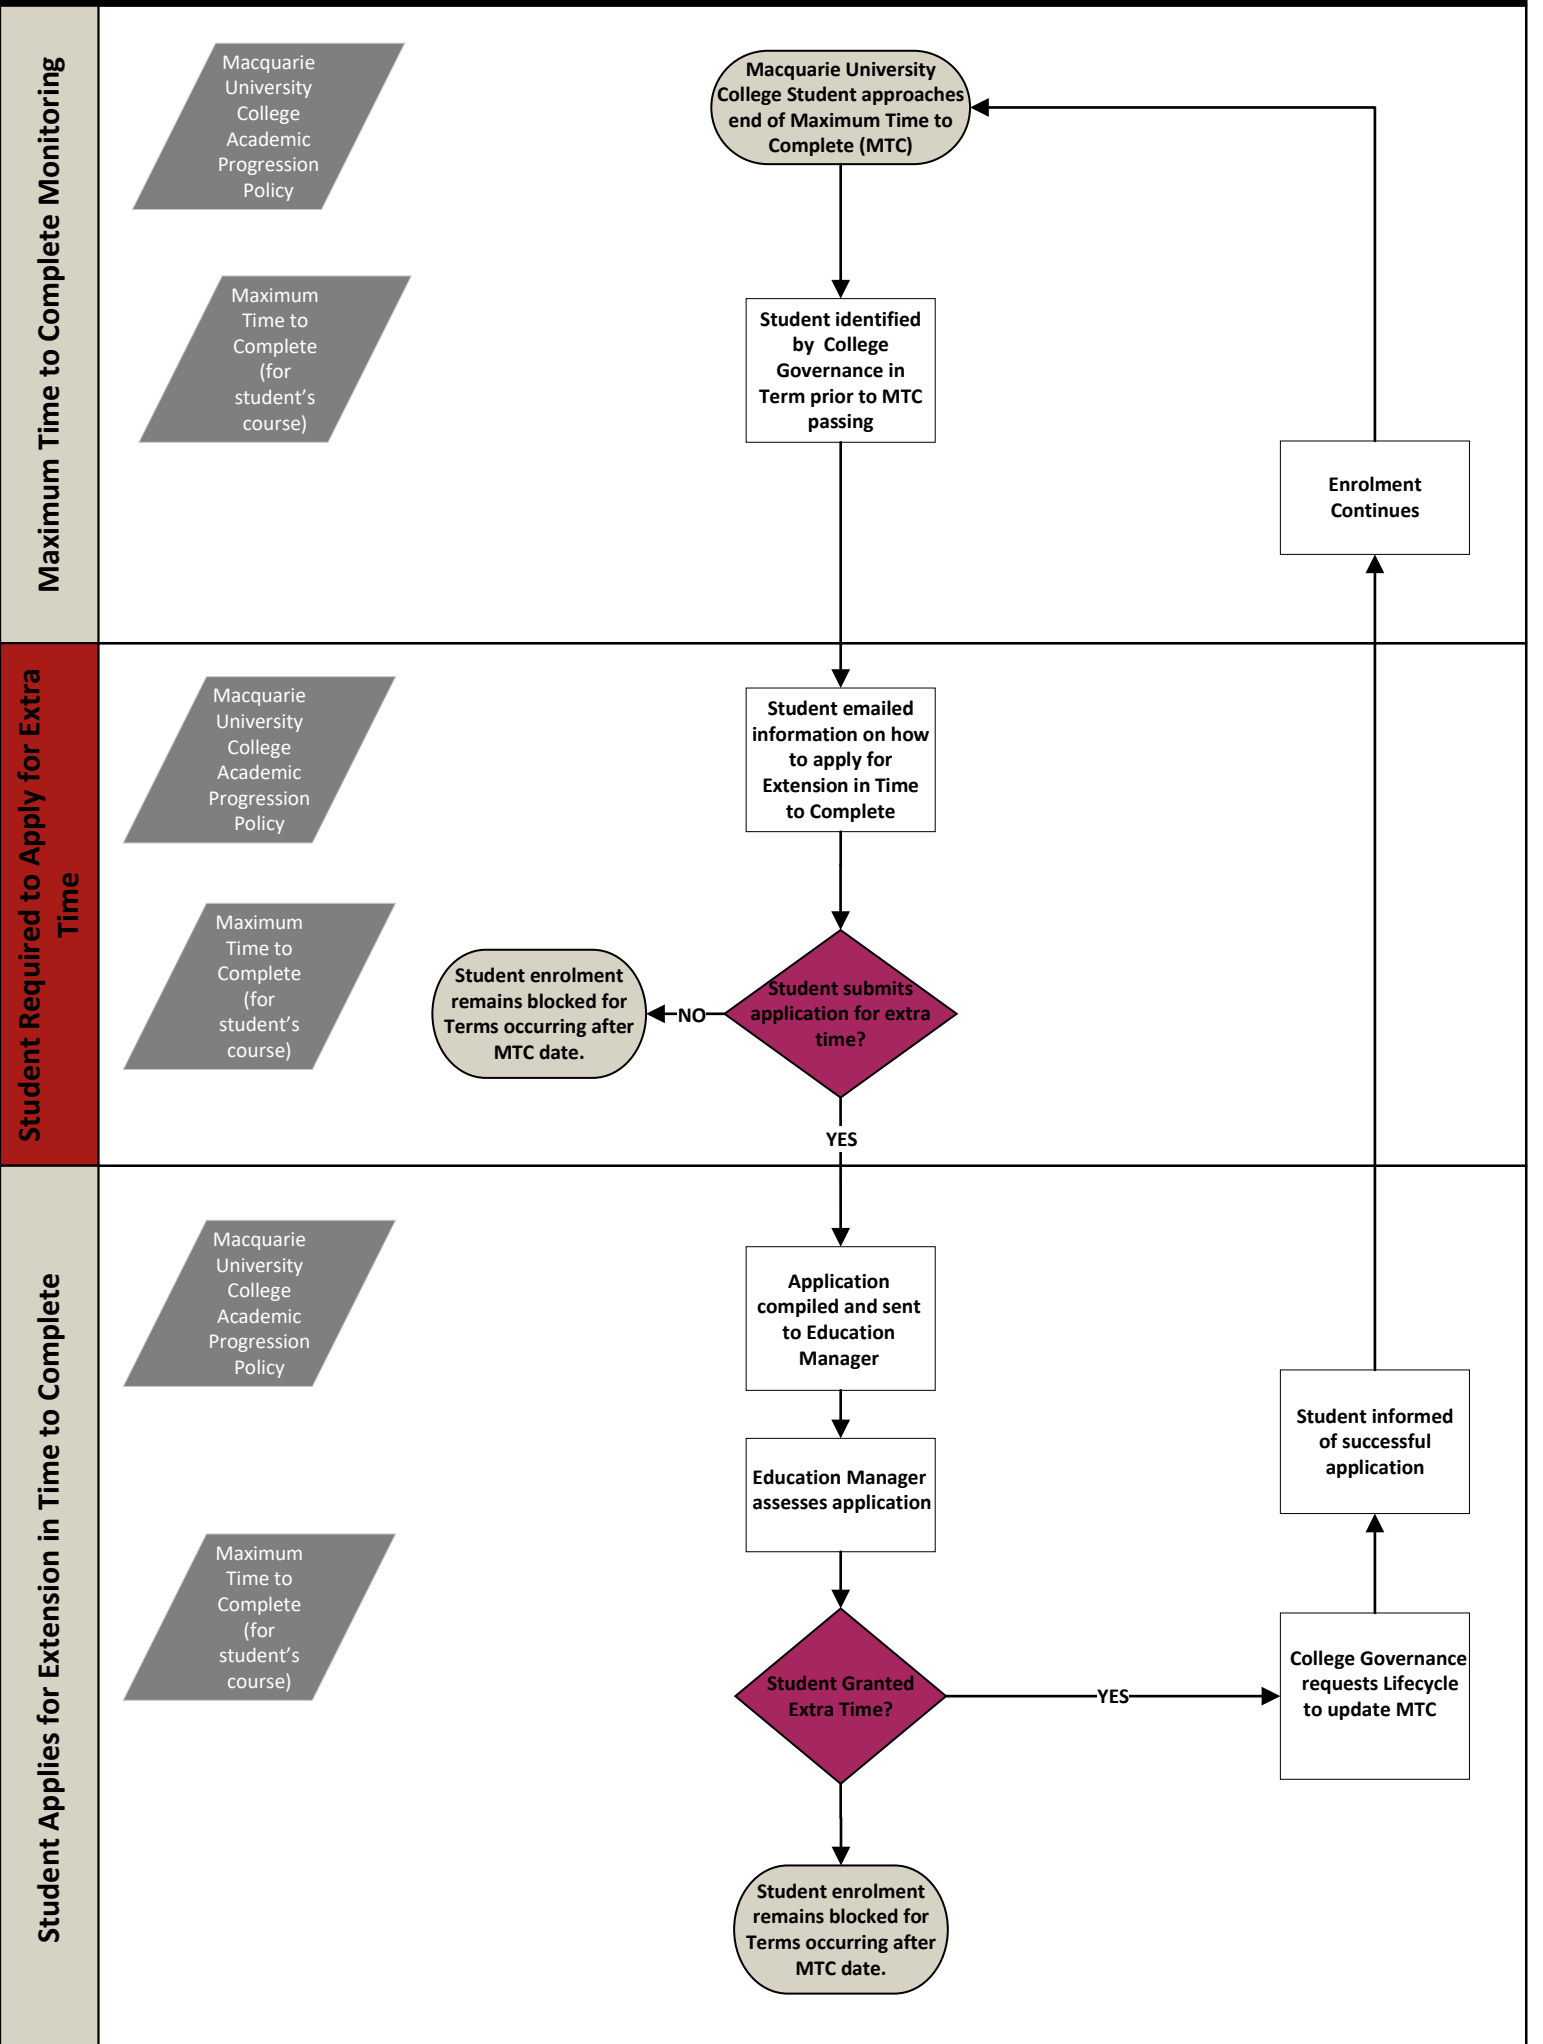 Maximum Time to Complete Monitoring
Macquarie
University
College
Academic
Progression
Policy
Maximum
Time to
Complete
(for
student’s
course)
Macquarie University
College Student approaches
end of Maximum Time to
Complete (MTC)
Student identified
by College
Governance in
Term prior to MTC
passing
Enrolment
Continues
Student Required to Apply for Extra
Time
Macquarie
University
College
Academic
Progression
Policy
Maximum
Time to
Complete
(for
student’s
course)
Student emailed
information on how
to apply for
Extension in Time
to Complete
Student submits
application for extra
time?
NO
Student enrolment
remains blocked for
Terms occurring after
MTC date.
YES
Student Applies for Extension in Time to Complete
Macquarie
University
College
Academic
Progression
Policy
Maximum
Time to
Complete
(for
student’s
course)
Application
compiled and sent
to Education
Manager
Education Manager
assesses application
Student Granted
Extra Time?
YES
College Governance
requests Lifecycle
to update MTC
Student informed
of successful
application
Student enrolment
remains blocked for
Terms occurring after
MTC date.